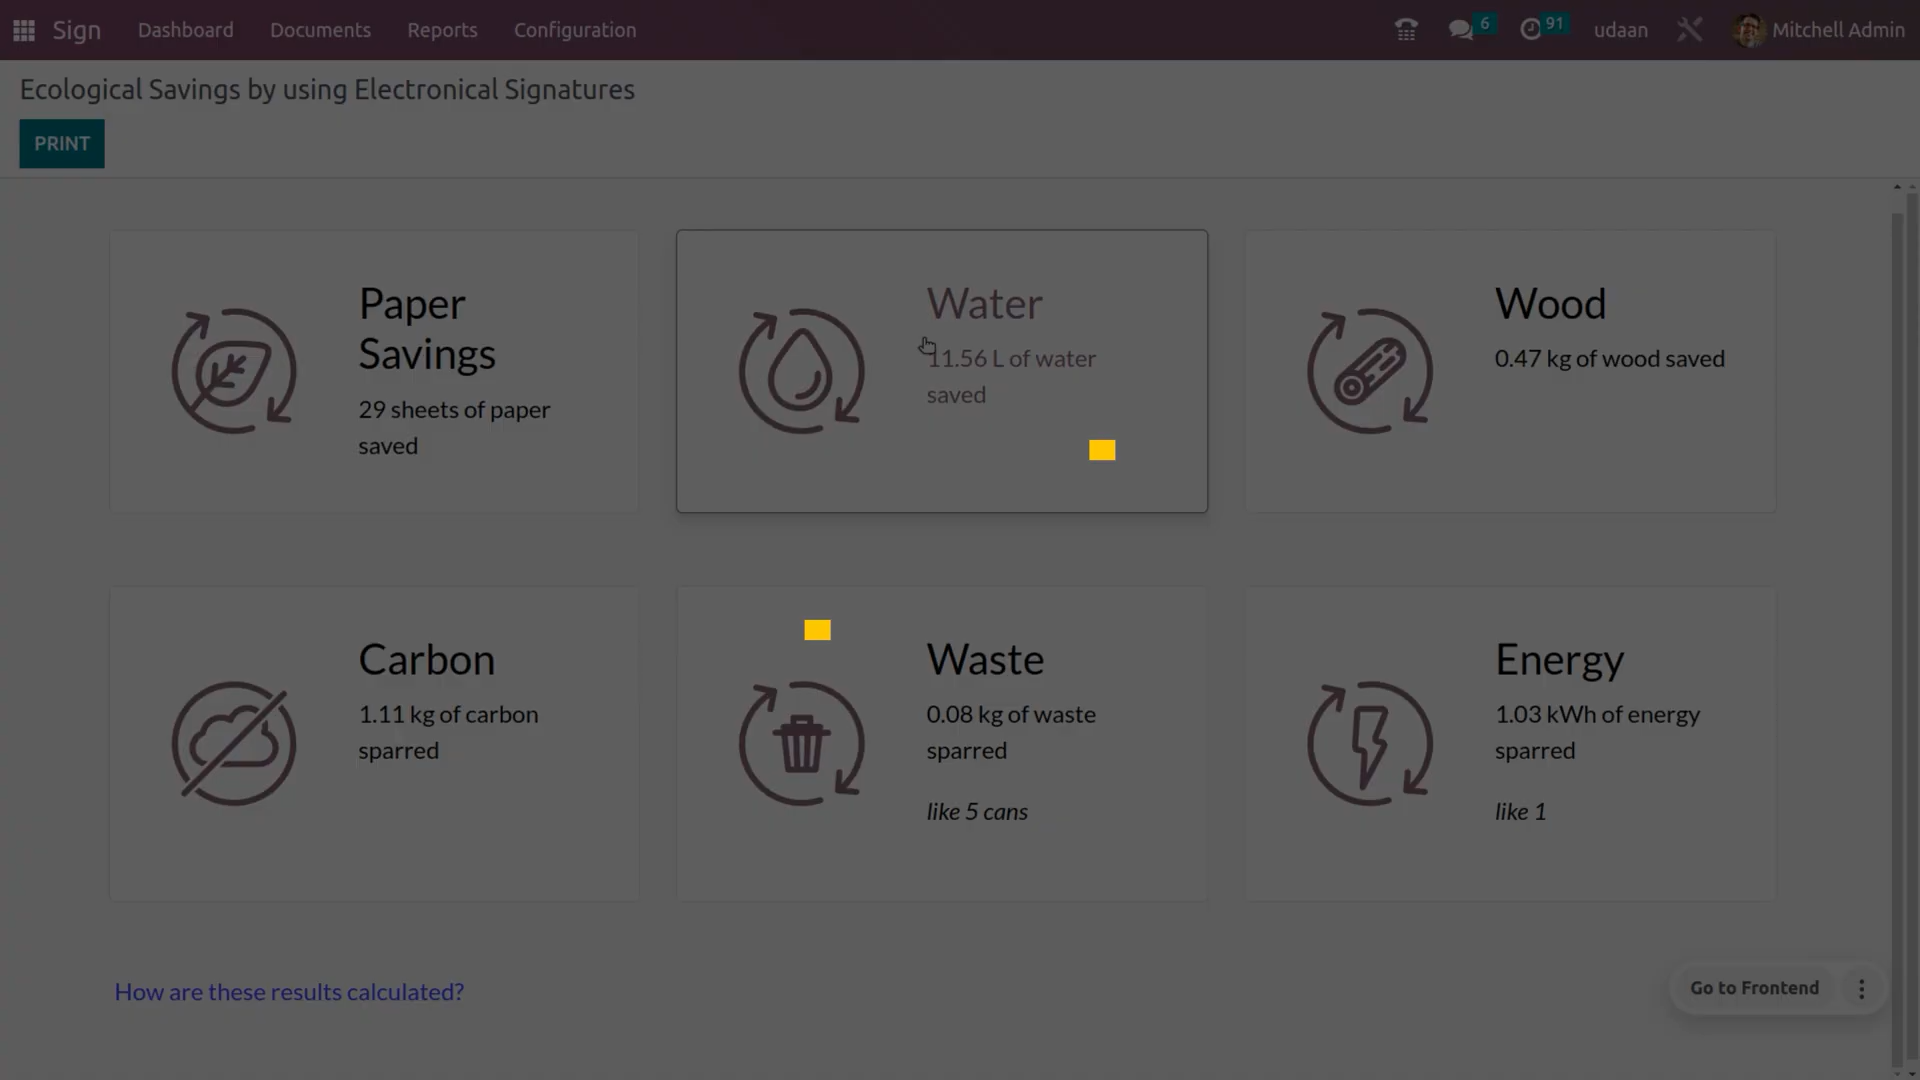 Sign Dashboard Documents Reports Configuration 6 91 udaan Mitchell Admin
Ecological Savings by using Electronical Signatures
PRINT
Paper
Savings
29 sheets of paper
saved
Water
11.56 L of water
saved
Wood
0.47 kg of wood saved
Carbon
1.11 kg of carbon
sparred
Waste
0.08 kg of waste
sparred
like 5 cans
Energy
1.03 kWh of energy
sparred
like 1
How are these results calculated?
Go to Frontend